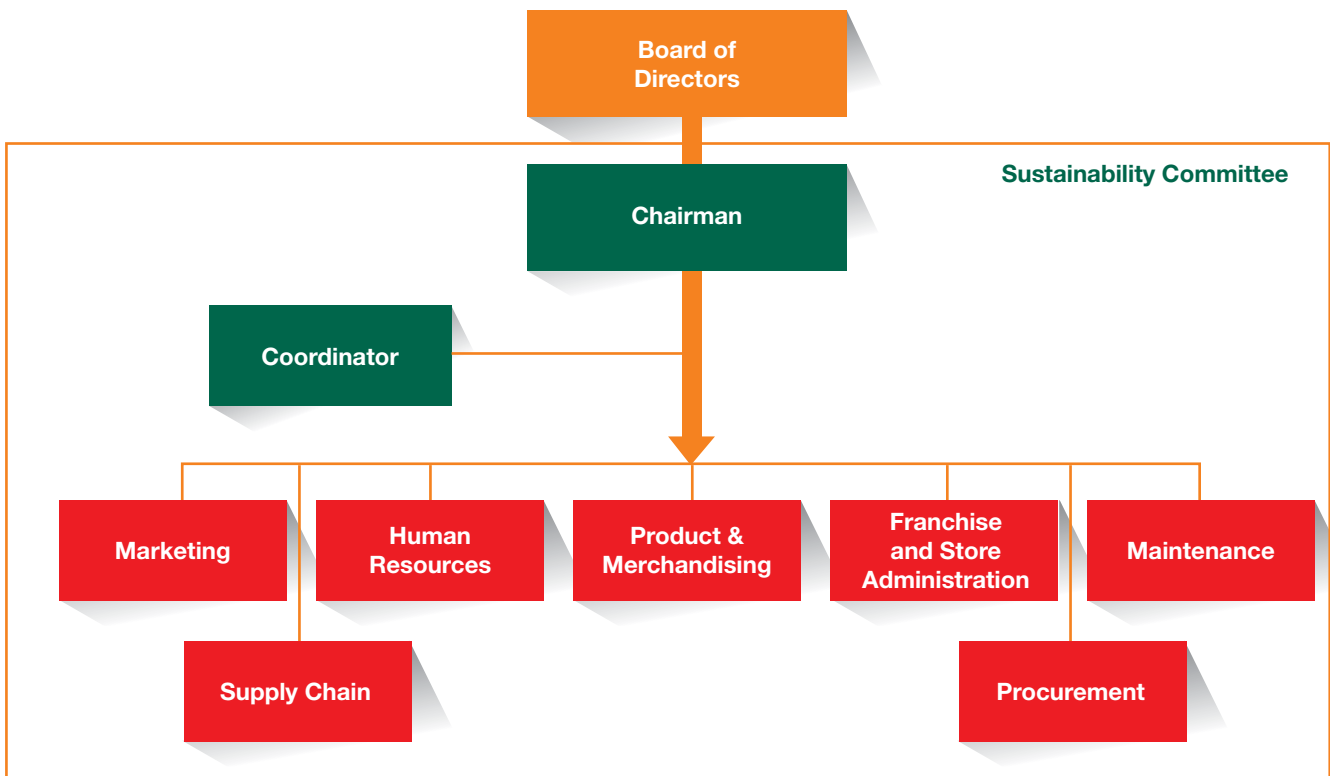 Board of
Directors
Sustainability Committee
Chairman
Coordinator
Marketing
Human
Resources
Product &
Merchandising
Franchise
and Store
Administration
Maintenance
Supply Chain
Procurement